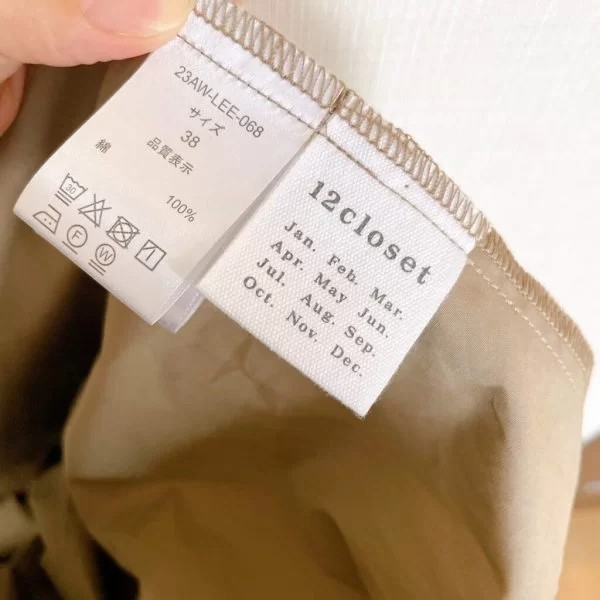 23AW-LEE-068
サイズ
38
品質表示
綿 100%
30
F W
12closet
Jan. Feb. Mar.
Apr. May Jun.
Jul. Aug. Sep.
Oct. Nov. Dec.